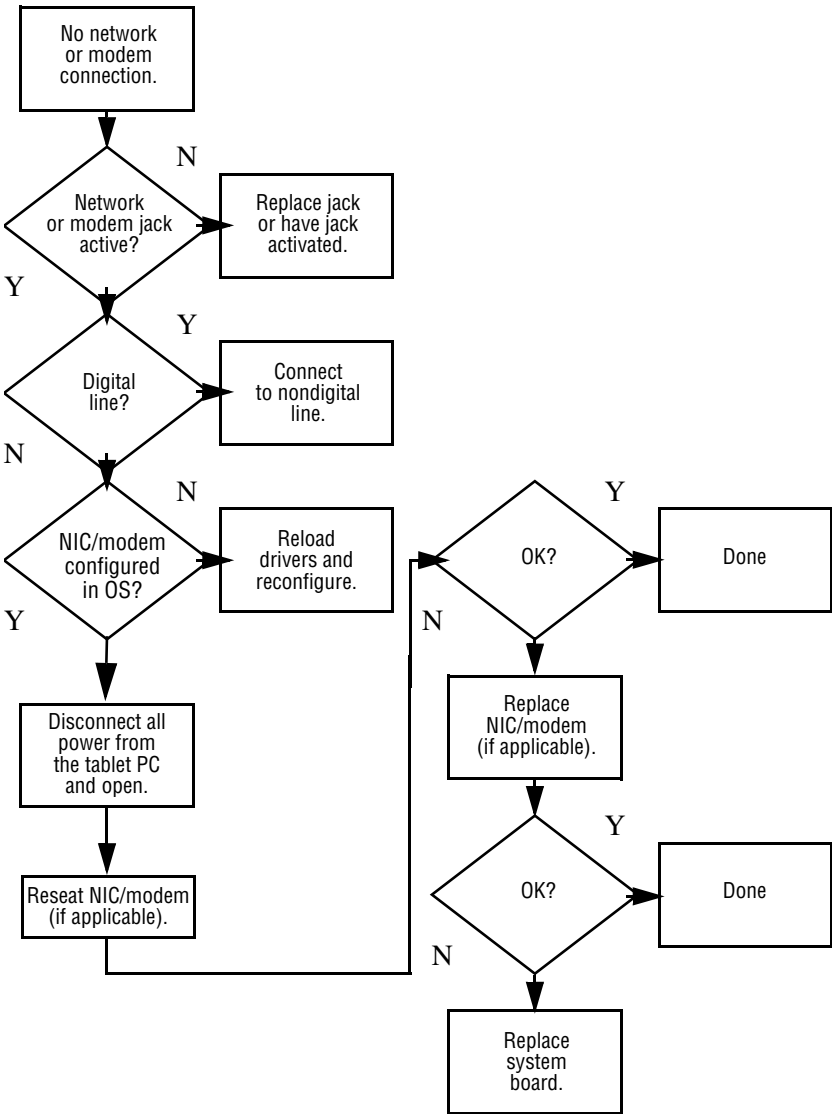 No network
or modem
connection.
N
Network
or modem jack
active?
Replace jack
or have jack
activated.
Y
Y
Digital
line?
Connect
to nondigital
line.
N
N
NIC/modem
configured
in OS?
Reload
drivers and
reconfigure.
Y
Disconnect all
power from
the tablet PC
and open.
Reseat NIC/modem
(if applicable).
OK?
Y
Done
N
Replace
NIC/modem
(if applicable).
OK?
Y
Done
N
Replace
system
board.